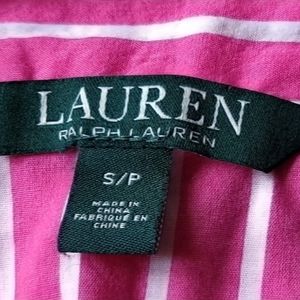 LAUREN
RALPH LAUREN
S/P
MADE IN
CHINA
FABRIQUÉ EN
CHINE